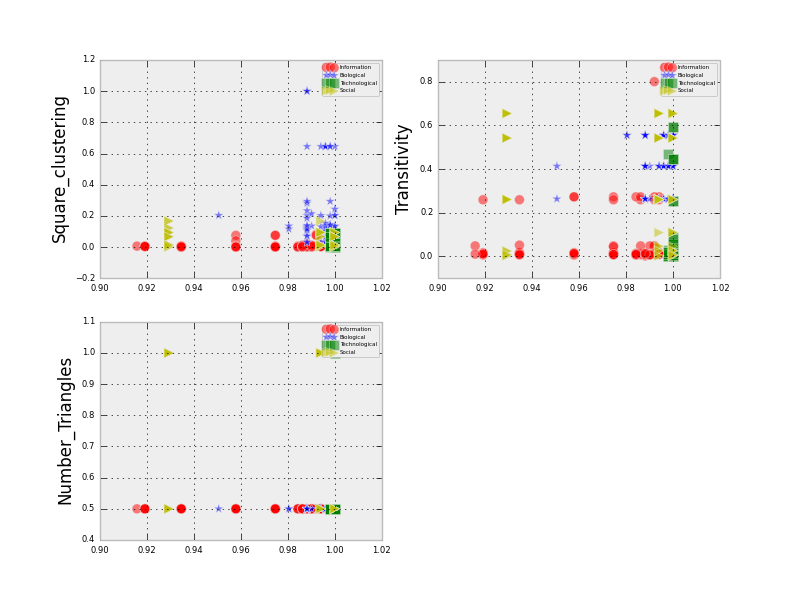 Square_clustering
1.2
1.0
0.8
0.6
0.4
0.2
0.0
−0.2
0.90 0.92 0.94 0.96 0.98 1.00 1.02
Information
Biological
Technological
Social
Transitivity
0.8
0.6
0.4
0.2
0.0
0.90 0.92 0.94 0.96 0.98 1.00 1.02
Information
Biological
Technological
Social
Number_Triangles
1.1
1.0
0.9
0.8
0.7
0.6
0.5
0.4
0.90 0.92 0.94 0.96 0.98 1.00 1.02
Information
Biological
Technological
Social